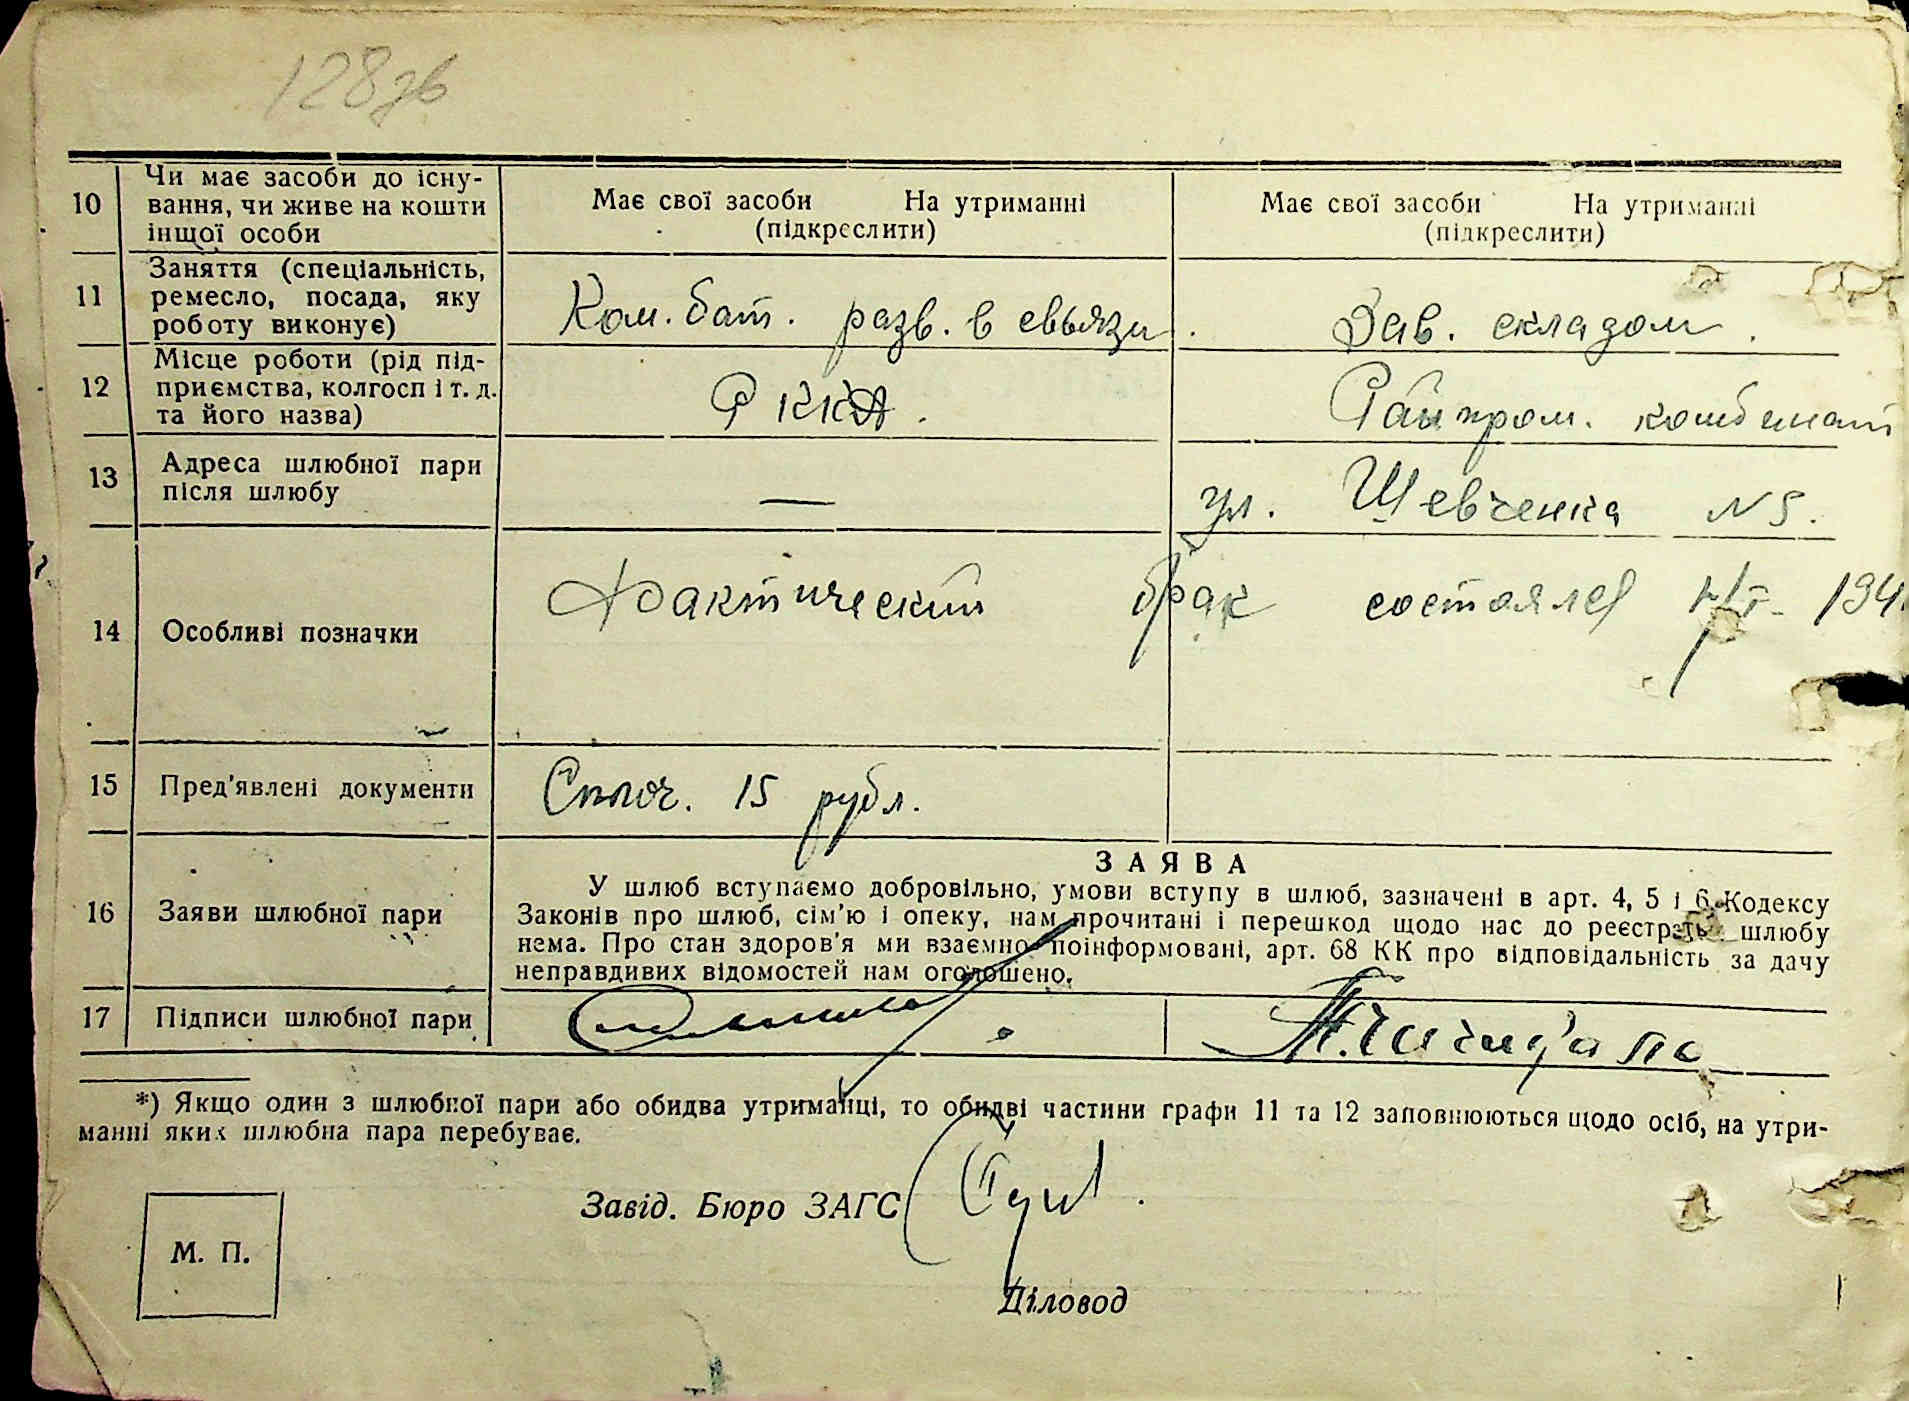 128 зв
10
Чи має засоби до існу-
вання, чи живе на кошти
іншої особи
Має свої засоби На утриманні
(підкреслити)
Має свої засоби На утриманні
(підкреслити)
11
Заняття (спеціальність,
ремесло, посада, яку
роботу виконує)
Ком. бат. разв. в свьязи.
Зав. складом.
12
Місце роботи (рід під-
приємства, колгосп і т. д.
та його назва)
РККА.
Райпром. комбинат
13
Адреса шлюбної пари
після шлюбу
—
ул. Шевченка N 5.
14
Особливі позначки
Фактический брак состоялся
15
Пред'явлені документи
15 рубл.
16
Заяви шлюбної пари
ЗАЯВА
У шлюб вступаємо добровільно, умови вступу в шлюб, зазначені в арт. 4, 5 і 6 Кодексу
Законів про шлюб, сім'ю і опеку, нам прочитані і перешкод щодо нас до реєстрації шлюбу
нема. Про стан здоров'я ми взаємно поінформовані, арт. 68 КК про відповідальність за дачу
неправдивих відомостей нам оголошено.
17
Підписи шлюбної пари
*) Якщо один з шлюбної пари або обидва утриманці, то обидві частини графи 11 та 12 заповнюються щодо осіб, на утри-
манні яких шлюбна пара перебуває.
Завід. Бюро ЗАГС
М. П.
Діловод